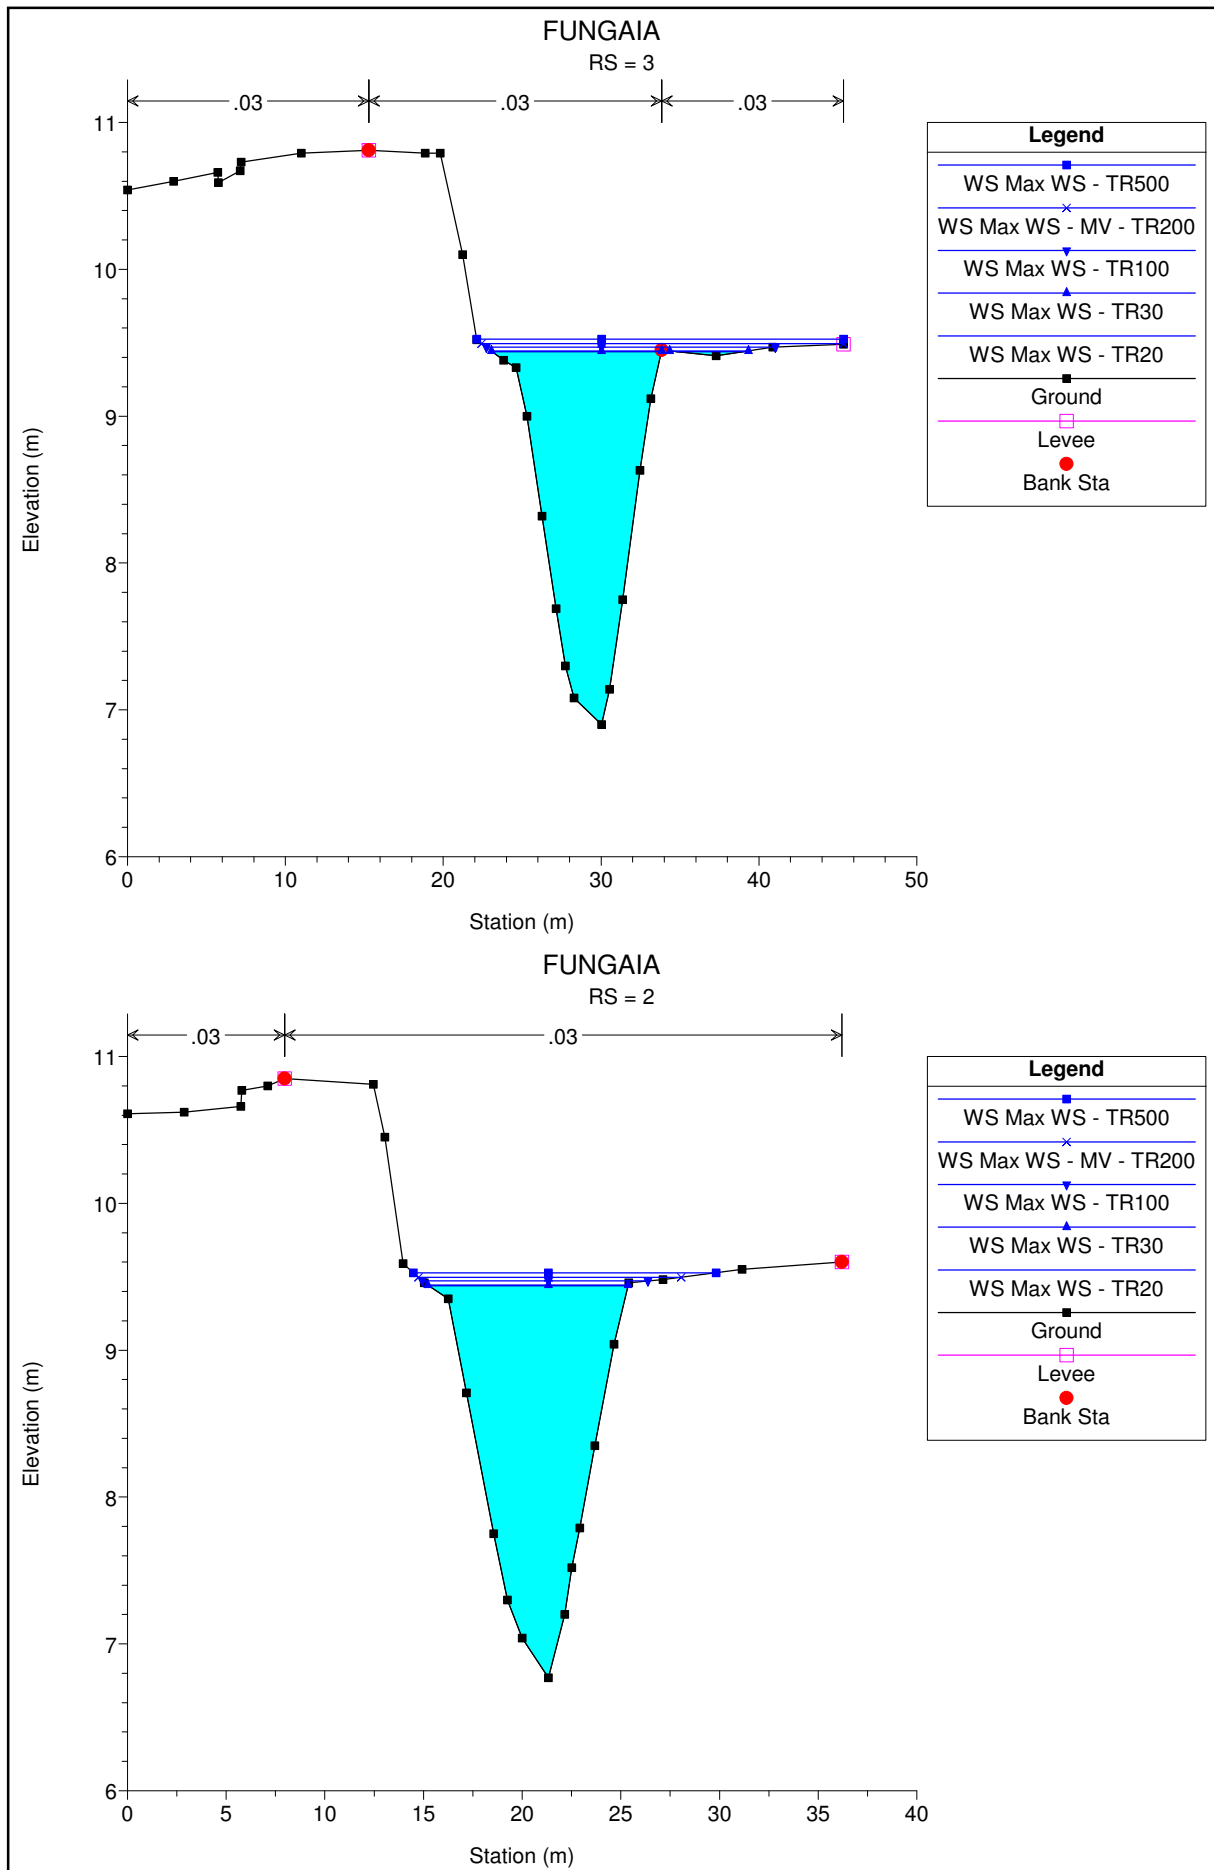 FUNGAIA
RS = 3
.03 .03 .03
11
10
9
8
7
6
Elevation (m)
0 10 20 30 40 50
Station (m)
Legend
WS Max WS - TR500
WS Max WS - MV - TR200
WS Max WS - TR100
WS Max WS - TR30
WS Max WS - TR20
Ground
Levee
Bank Sta
FUNGAIA
RS = 2
.03 .03
11
10
9
8
7
6
Elevation (m)
0 5 10 15 20 25 30 35 40
Station (m)
Legend
WS Max WS - TR500
WS Max WS - MV - TR200
WS Max WS - TR100
WS Max WS - TR30
WS Max WS - TR20
Ground
Levee
Bank Sta